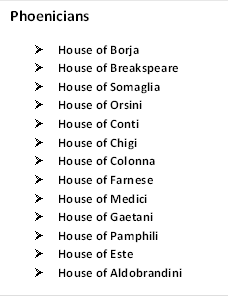 Phoenicians
➢ House of Borja
➢ House of Breakspeare
➢ House of Somaglia
➢ House of Orsini
➢ House of Conti
➢ House of Chigi
➢ House of Colonna
➢ House of Farnese
➢ House of Medici
➢ House of Gaetani
➢ House of Pamphili
➢ House of Este
➢ House of Aldobrandini